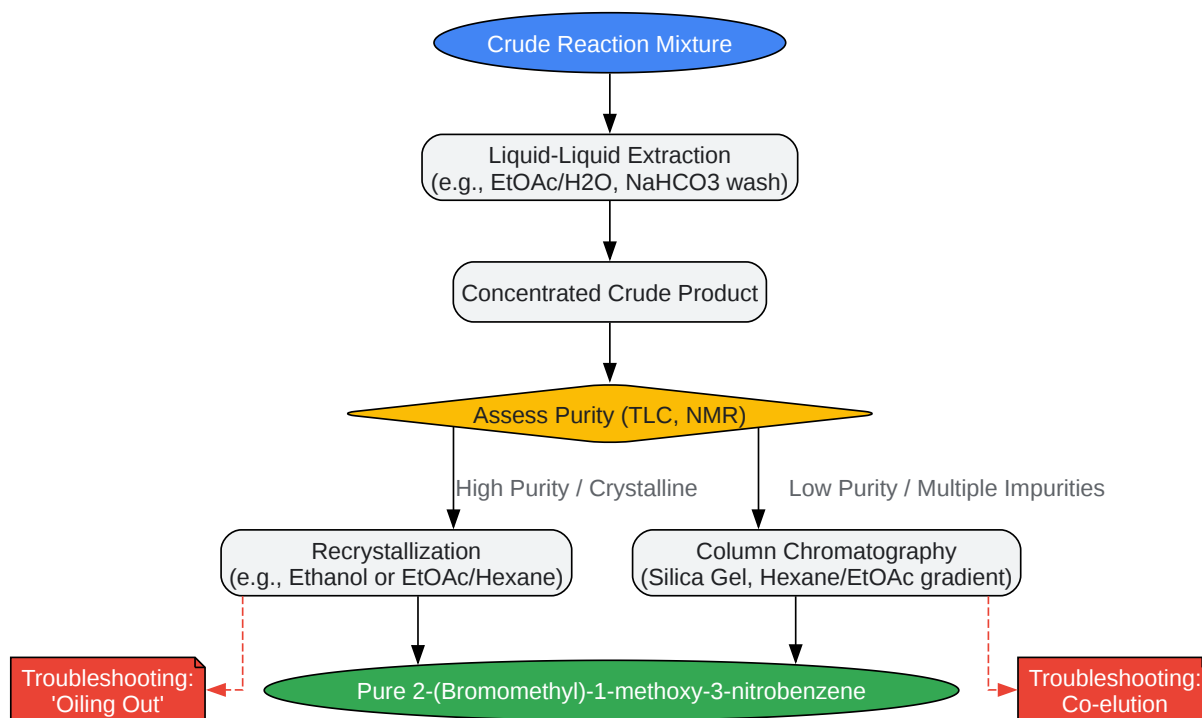 Crude Reaction Mixture
Liquid-Liquid Extraction
(e.g., EtOAc/H2O, NaHCO3 wash)
Concentrated Crude Product
Assess Purity (TLC, NMR)
High Purity / Crystalline
Low Purity / Multiple Impurities
Recrystallization
(e.g., Ethanol or EtOAc/Hexane)
Column Chromatography
(Silica Gel, Hexane/EtOAc gradient)
Troubleshooting:
'Oiling Out'
Pure 2-(Bromomethyl)-1-methoxy-3-nitrobenzene
Troubleshooting:
Co-elution